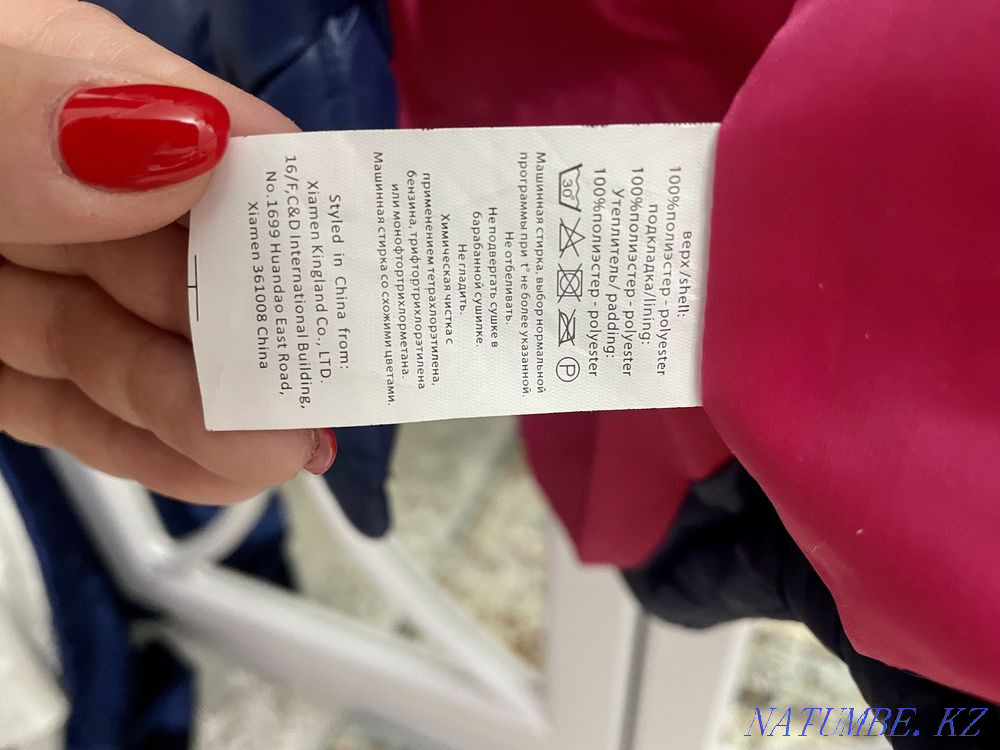 верх/shell:
100%полиэстер - polyester
подкладка/lining:
100%полиэстер - polyester
Утеплитель/ padding:
100%полиэстер - polyester
30°
P
Машинная стирка, выбор нормальной
программы при t° не более указанной.
Не отбеливать.
Не подвергать сушке в
барабанной сушилке.
Не гладить.
Химическая чистка с
применением тетрахлорэтилена,
бензина, трифтортрихлорэтилена
или монофтортрихлорметана.
Машинная стирка со схожими цветами.
Styled in China from:
Xiamen Kingland Co., LTD.
16/F,C&D International Building,
No.1699 Huandao East Road,
Xiamen 361008 China
NATUMBE. KZ